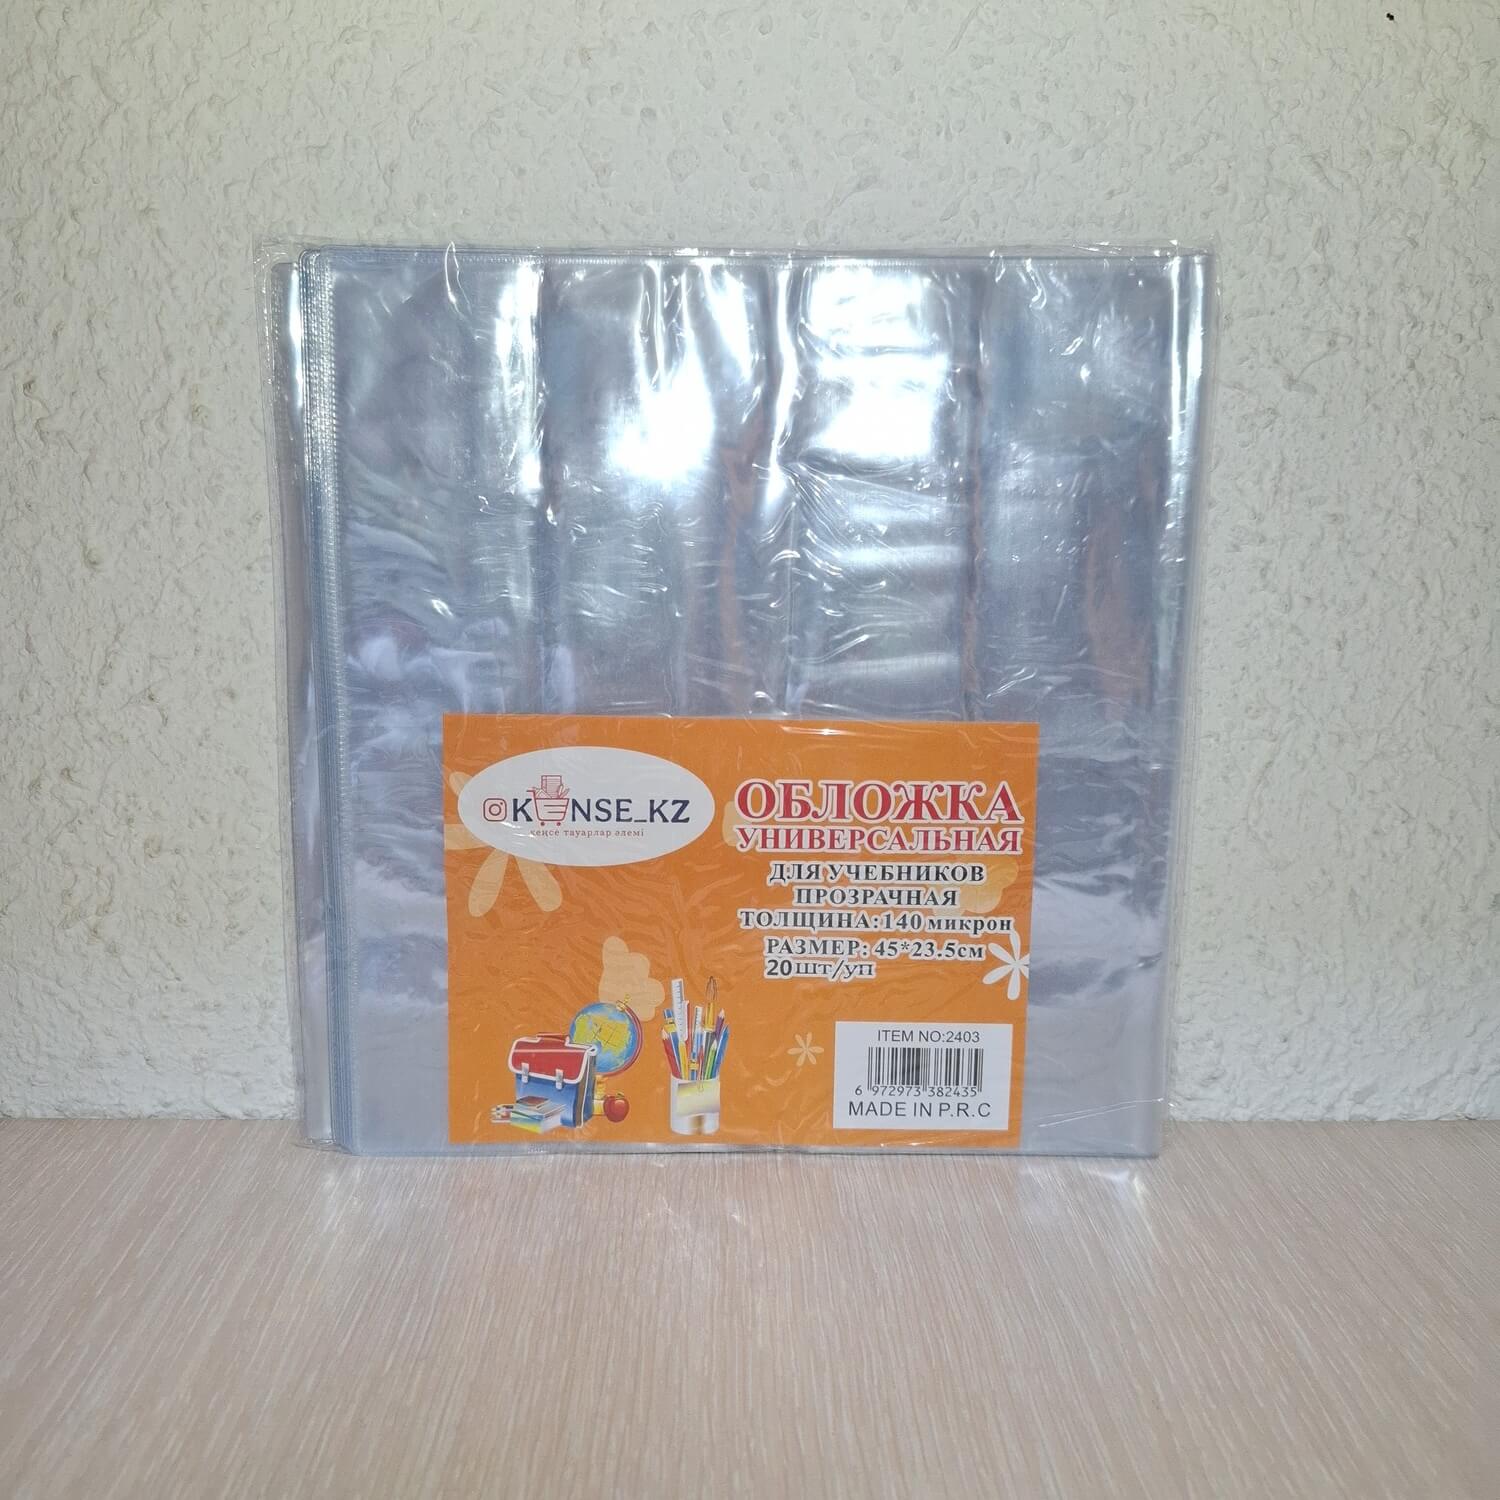 KENSE_KZ
кеңсе тауарлар әлемі
ОБЛОЖКА
УНИВЕРСАЛЬНАЯ
ДЛЯ УЧЕБНИКОВ
ПРОЗРАЧНАЯ
ТОЛЩИНА:140 микрон
РАЗМЕР: 45*23.5см
20шт/уп
ITEM NO:2403
6 972973 382435
MADE IN P.R.C